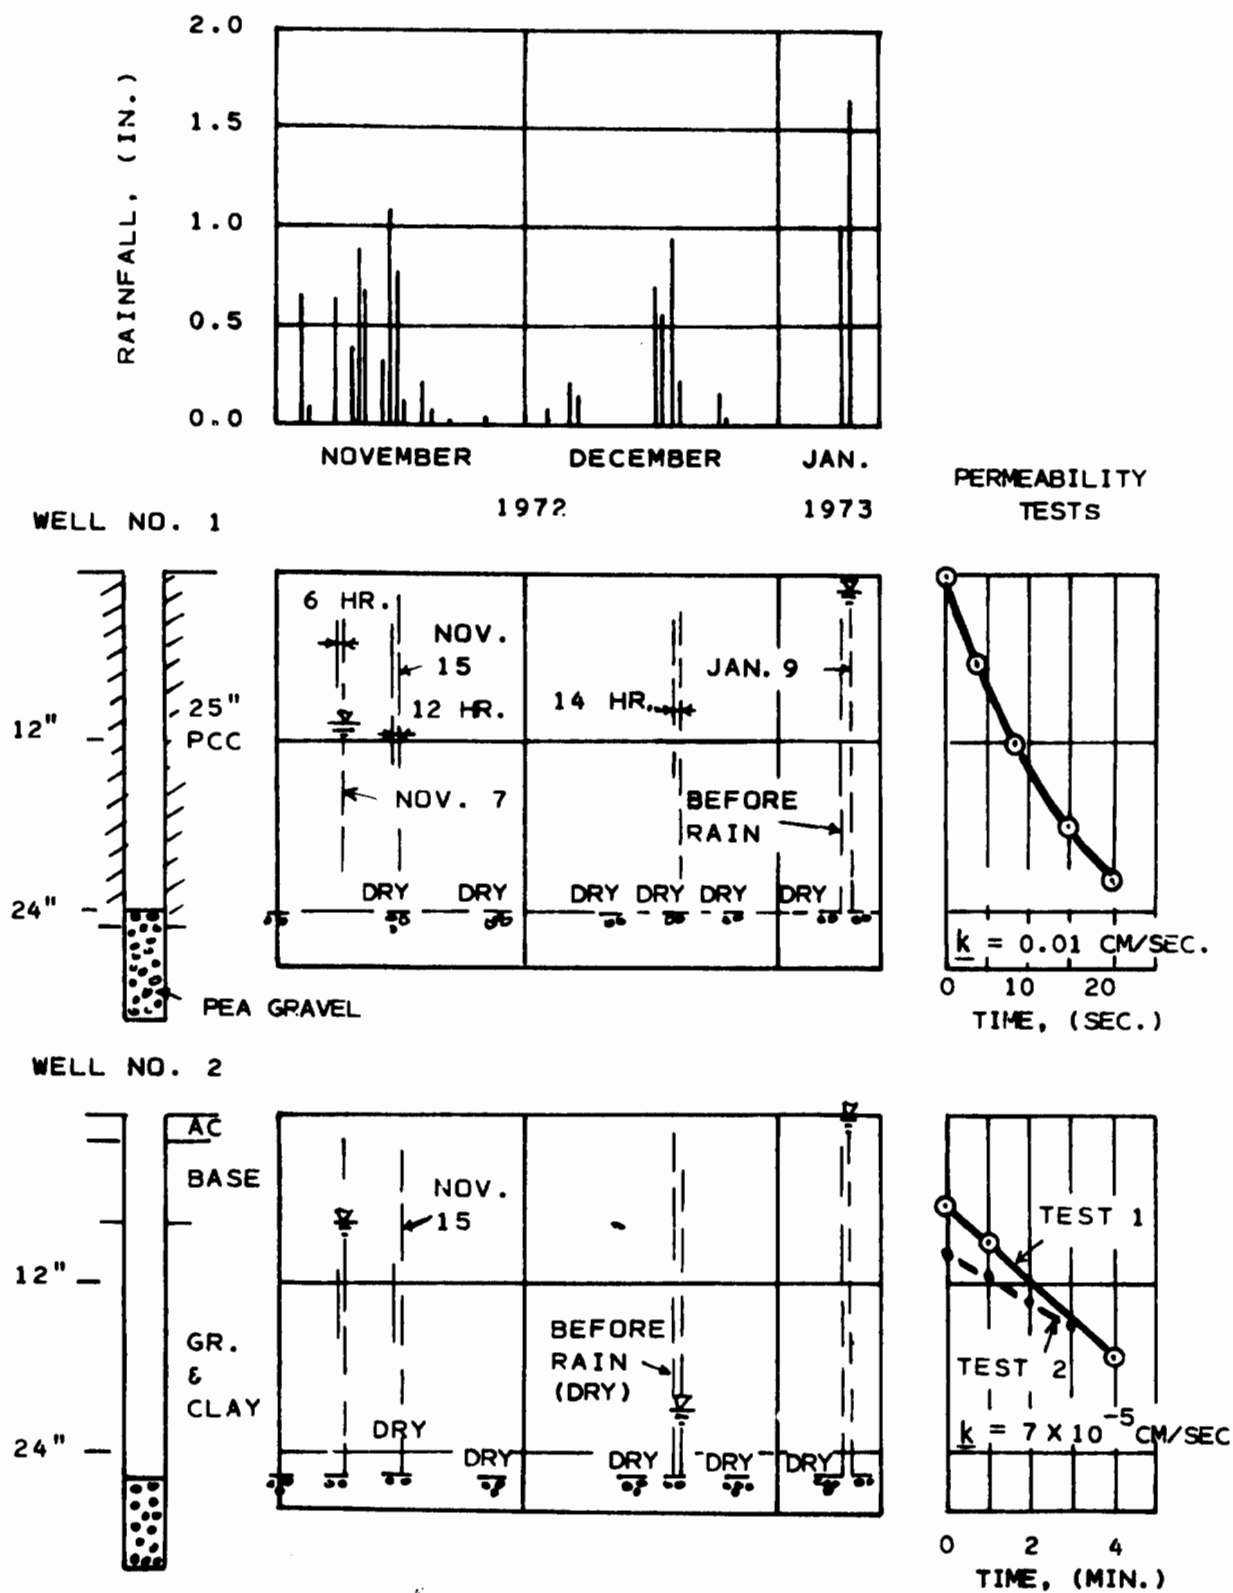 RAINFALL, (IN.)
2.0
1.5
1.0
0.5
0.0
NOVEMBER DECEMBER JAN.
1972 1973
PERMEABILITY
TESTS
WELL NO. 1
12"
24"
25"
PCC
PEA GRAVEL
6 HR.
NOV.
15
12 HR.
NOV. 7
14 HR.
JAN. 9
BEFORE
RAIN
DRY DRY DRY DRY DRY DRY
k = 0.01 CM/SEC.
0 10 20
TIME, (SEC.)
WELL NO. 2
AC
BASE
12"
GR.
&
CLAY
24"
NOV.
15
BEFORE
RAIN
(DRY)
DRY
DRY DRY DRY DRY
TEST 1
TEST 2
k = 7 X 10-5 CM/SEC
0 2 4
TIME, (MIN.)